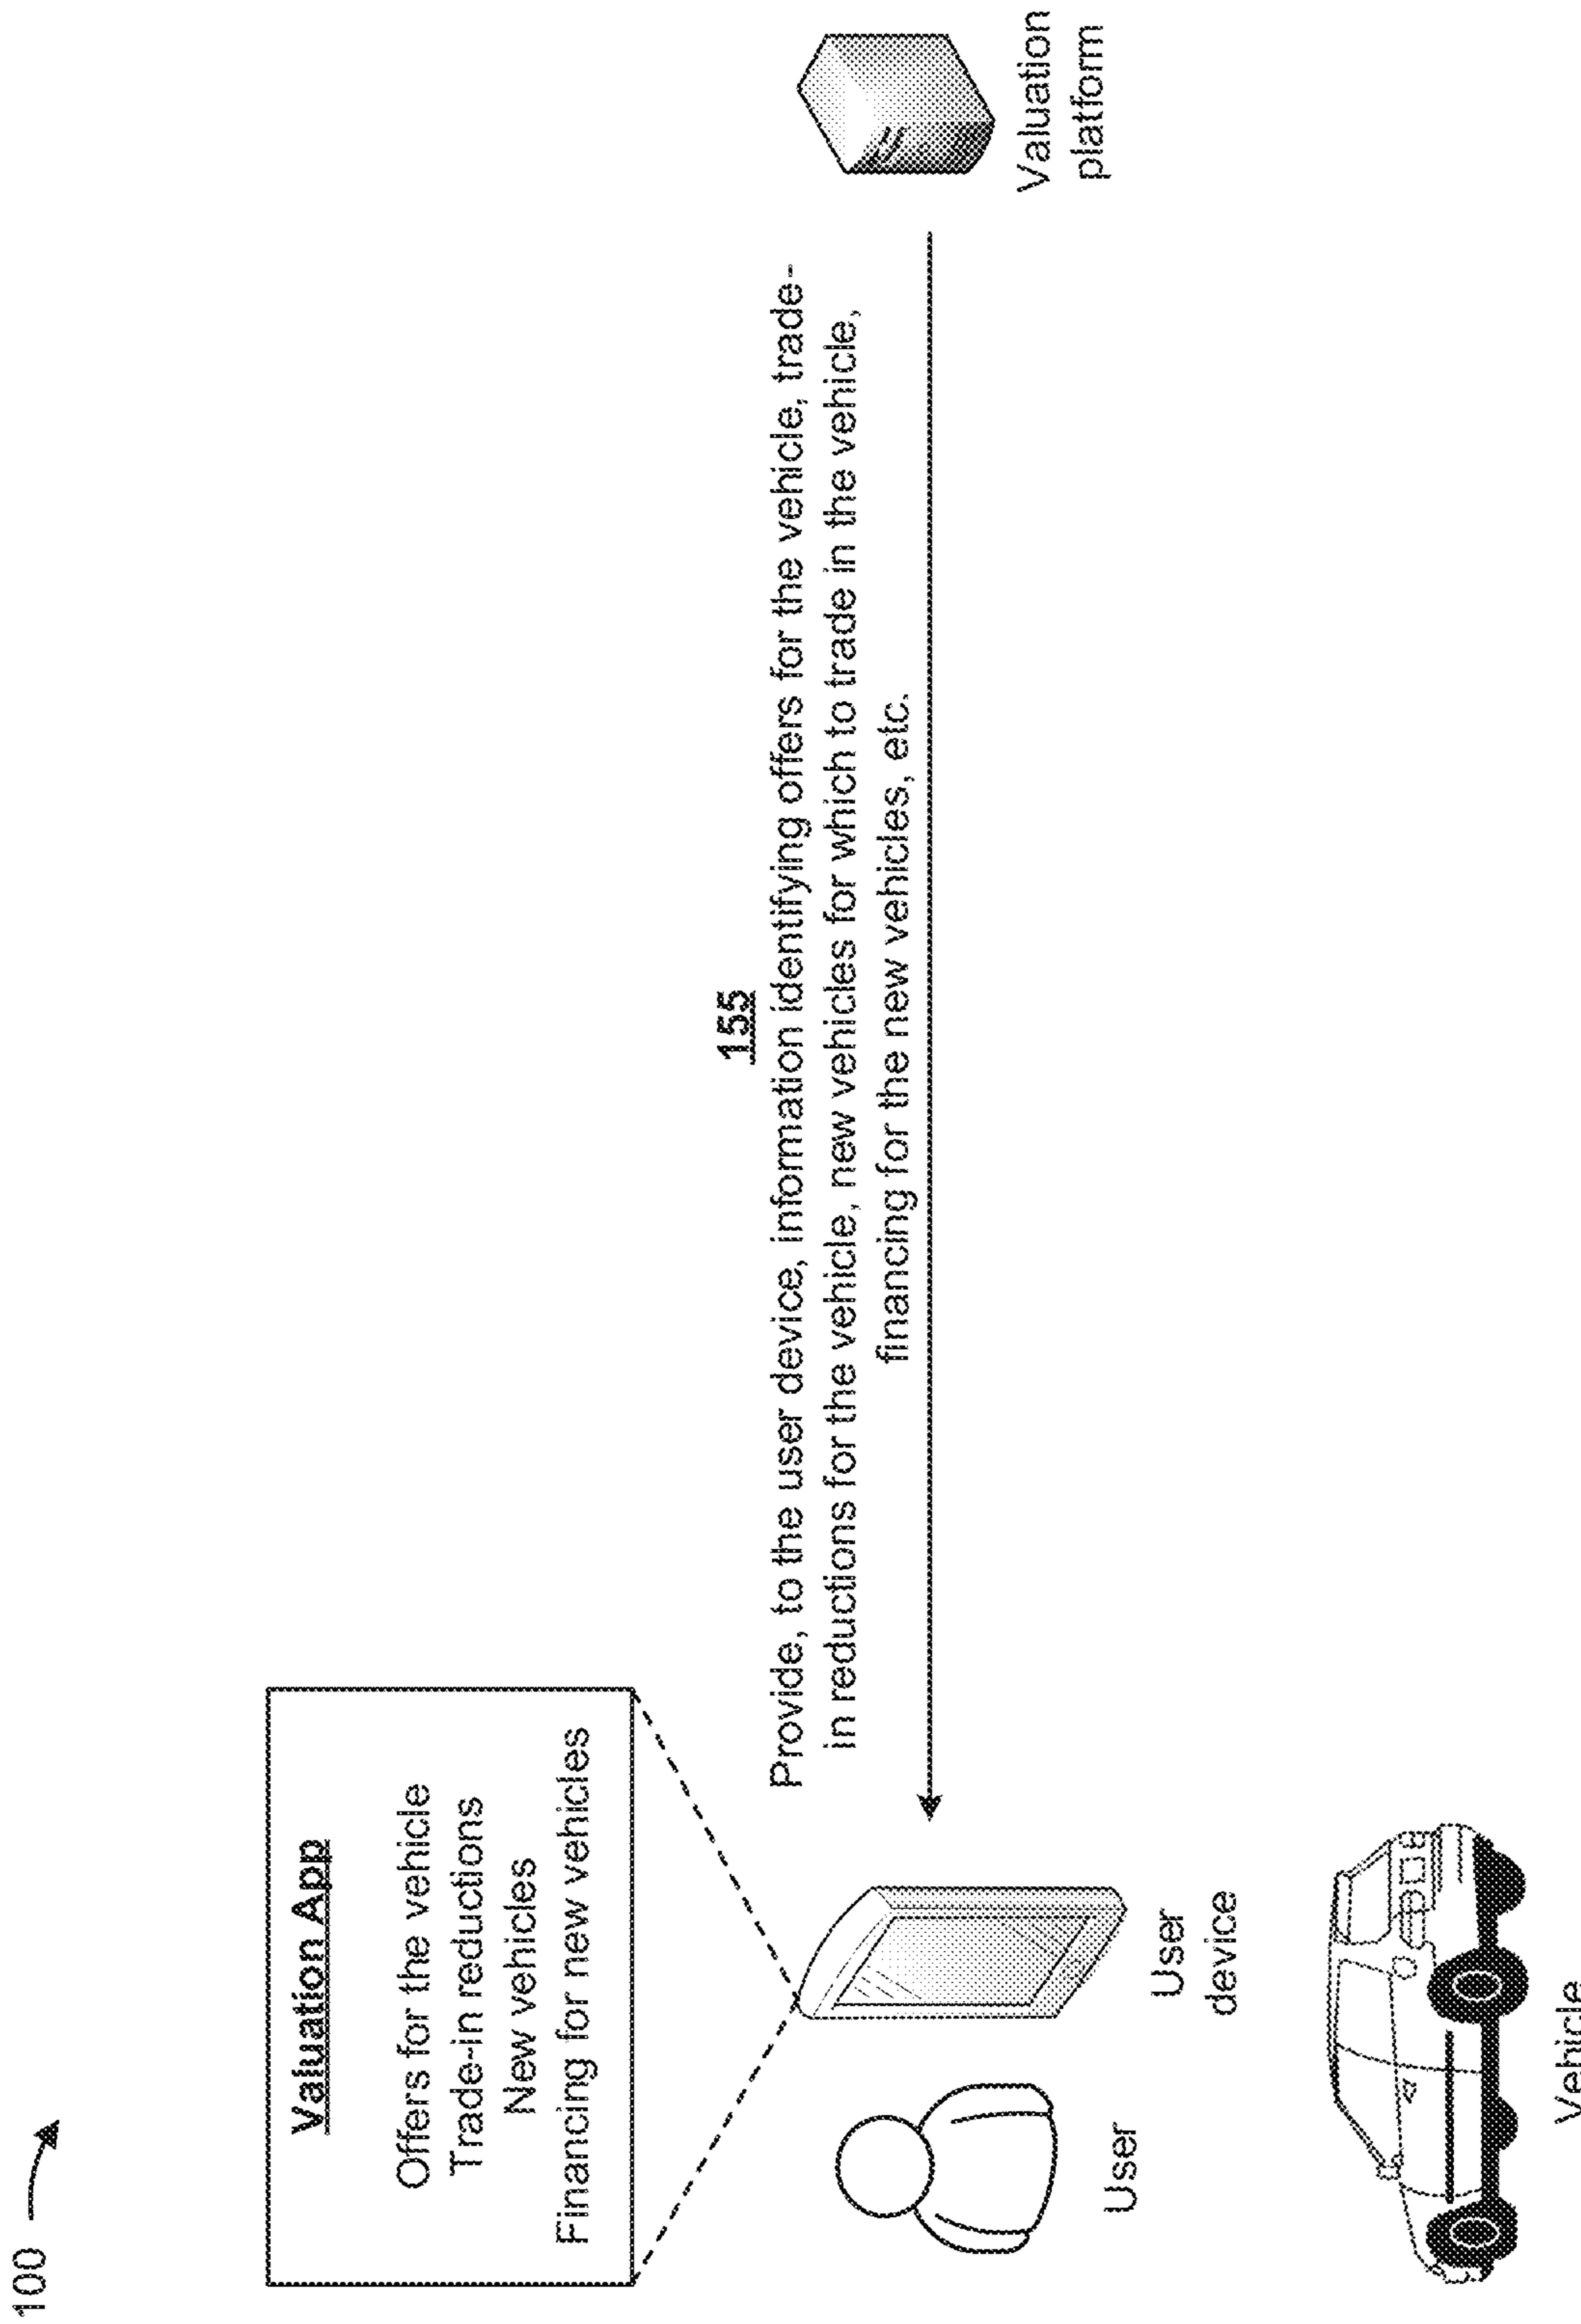 100
Valuation App
Offers for the vehicle
Trade-in reductions
New vehicles
Financing for new vehicles
155
Provide, to the user device, information identifying offers for the vehicle, trade-
in reductions for the vehicle, new vehicles for which to trade in the vehicle,
financing for the new vehicles, etc.
User
User
device
Valuation
platform
Vehicle